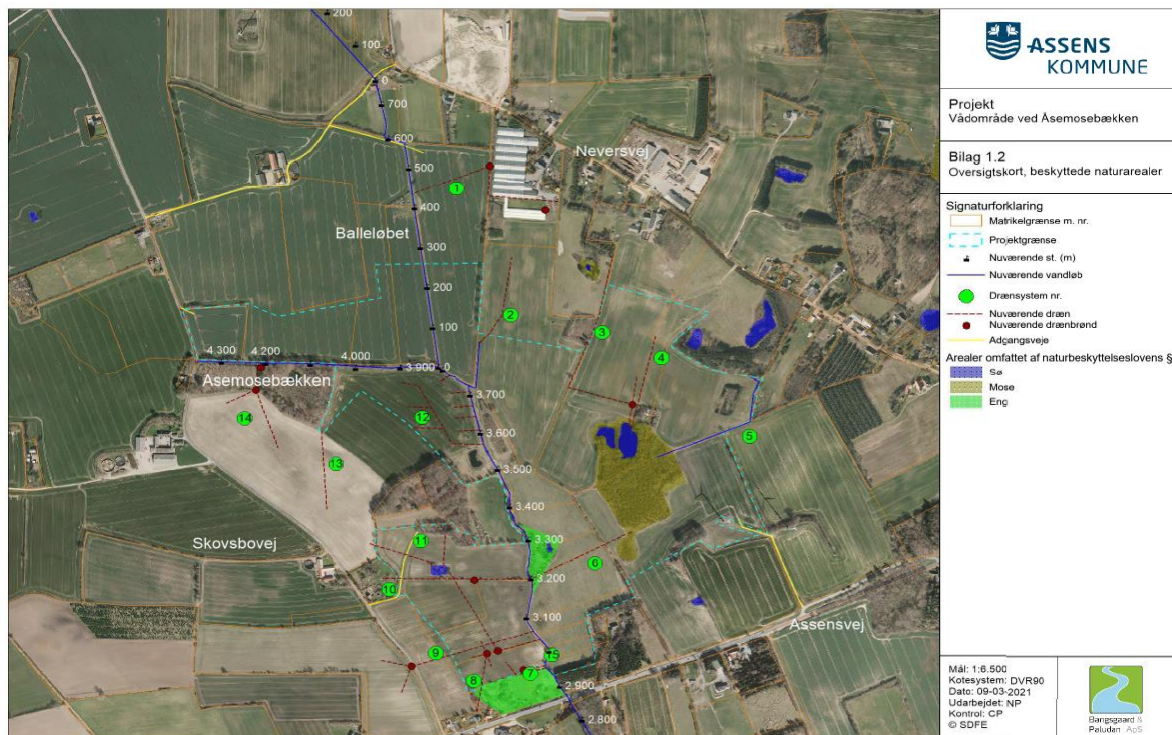 200
100
0
700
600
500
400
300
200
100
0
Neversvej
Balleløbet
1
2
3
4
5
4.300
4.200
4.000
3.900
Åsemosebækken
3.700
14
12
3.600
13
3.500
3.400
Skovsbovej
11
3.300
6
10
3.200
3.100
Assensvej
9
15
8
7
2.900
2.800
ASSENS
KOMMUNE
Projekt
Vådområde ved Åsemosebækken
Bilag 1.2
Oversigtskort, beskyttede naturarealer
Signaturforklaring
Matrikelgrænse m. nr.
Projektgrænse
Nuværende st. (m)
Nuværende vandløb
Drænsystem nr.
Nuværende dræn
Nuværende drænbrønd
Adgangsveje
Arealer omfattet af naturbeskyttelseslovens §
Sø
Mose
Eng
Mål: 1:6.500
Kotesystem: DVR90
Dato: 09-03-2021
Udarbejdet: NP
Kontrol: CP
© SDFE
Bangsgaard &
Paludan ApS